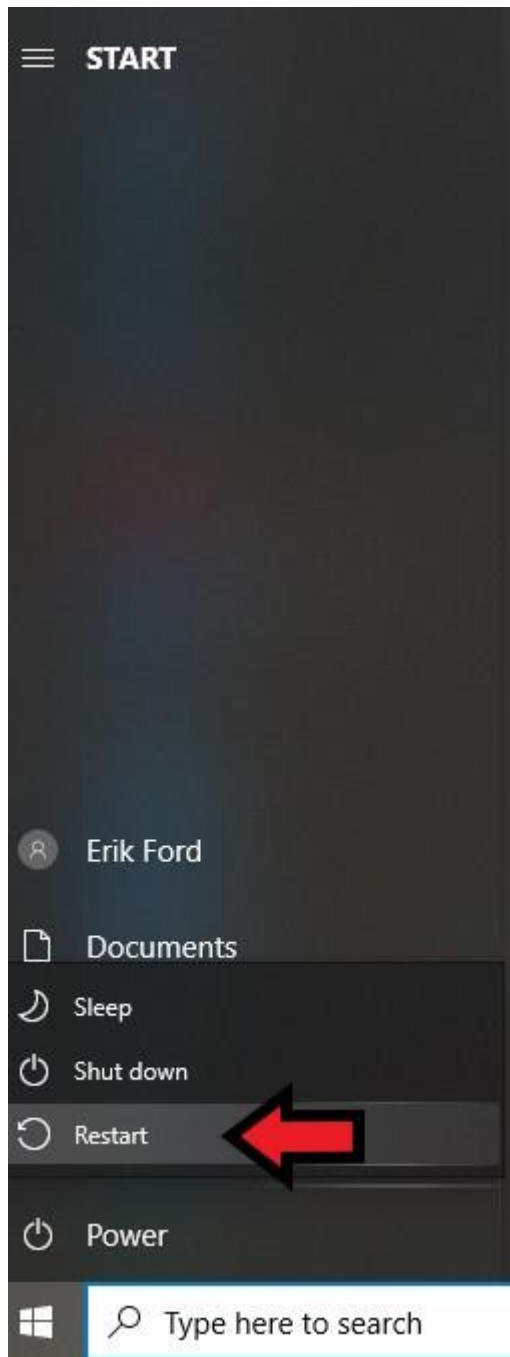 START
Erik Ford
Documents
Sleep
Shut down
Restart
Power
Type here to search